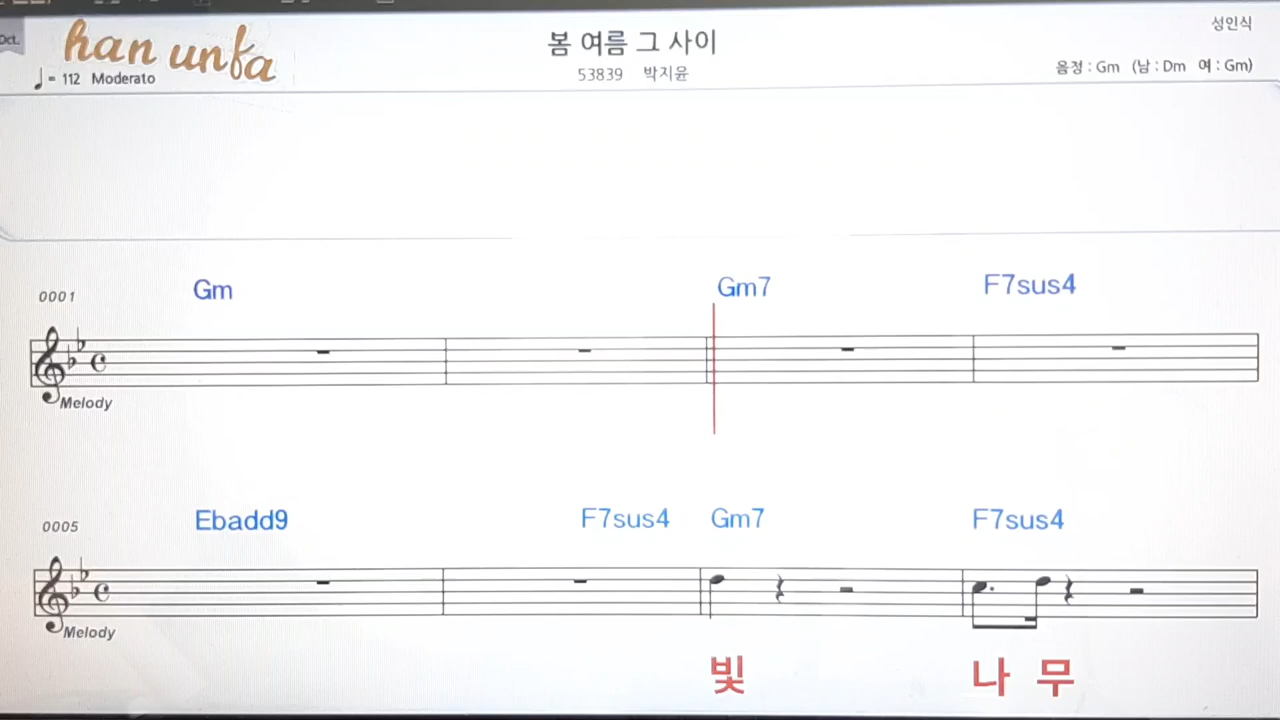 Oct.
han unfa
봄 여름 그 사이
성인식
53839 박지윤
♩= 112 Moderato
음정 : Gm (남 : Dm 여 : Gm)
0001
Gm Gm7 F7sus4
Melody
0005
Ebadd9 F7sus4 Gm7 F7sus4
Melody
빛 나 무